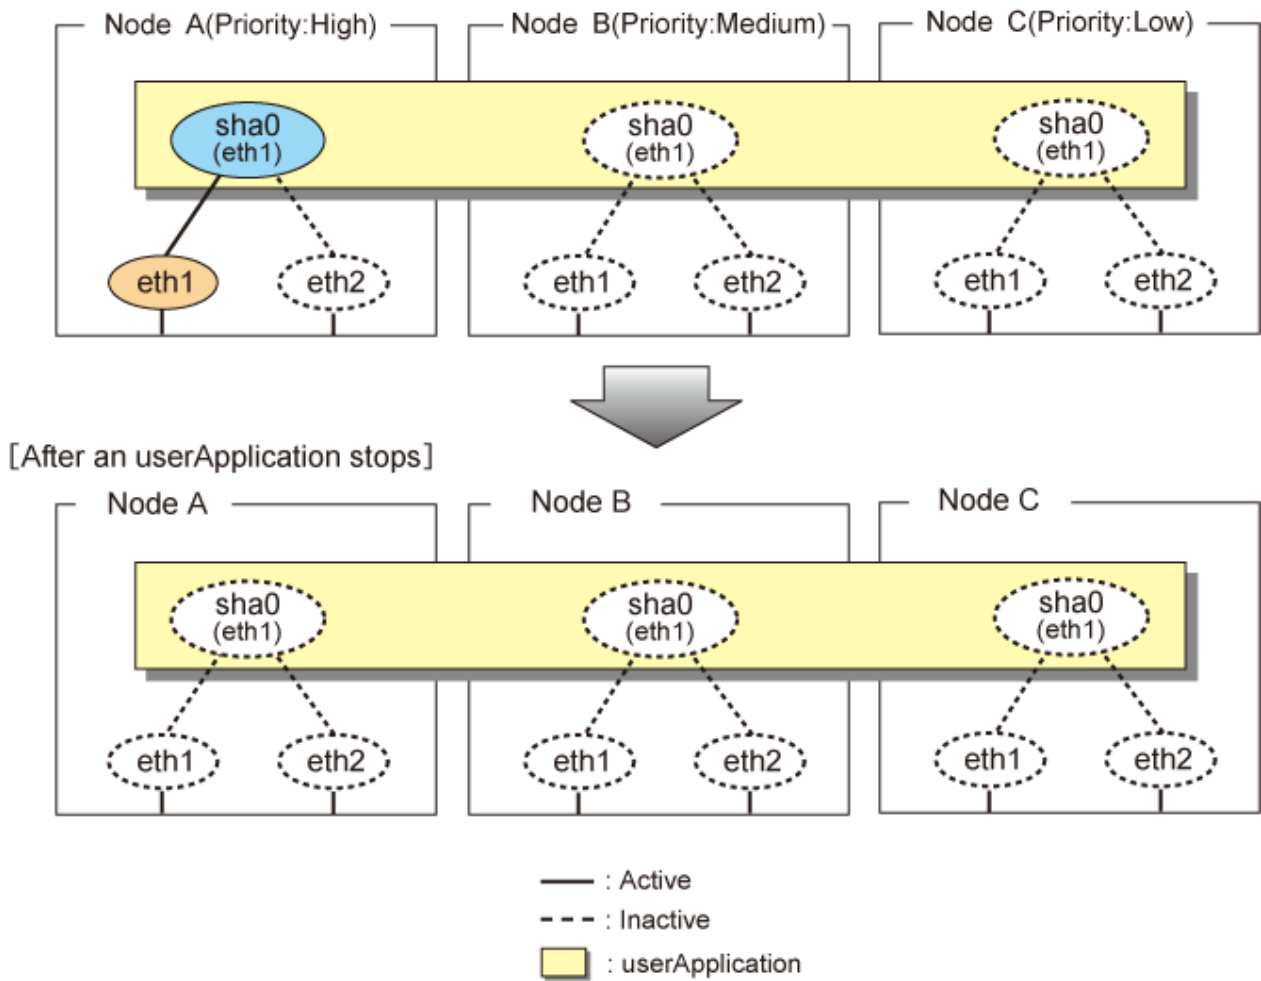 Node A(Priority:High)
Node B(Priority:Medium)
Node C(Priority:Low)
sha0
(eth1)
sha0
(eth1)
sha0
(eth1)
eth1
eth2
eth1
eth2
eth1
eth2
[After an userApplication stops]
Node A
Node B
Node C
sha0
(eth1)
sha0
(eth1)
sha0
(eth1)
eth1
eth2
eth1
eth2
eth1
eth2
: Active
: Inactive
: userApplication